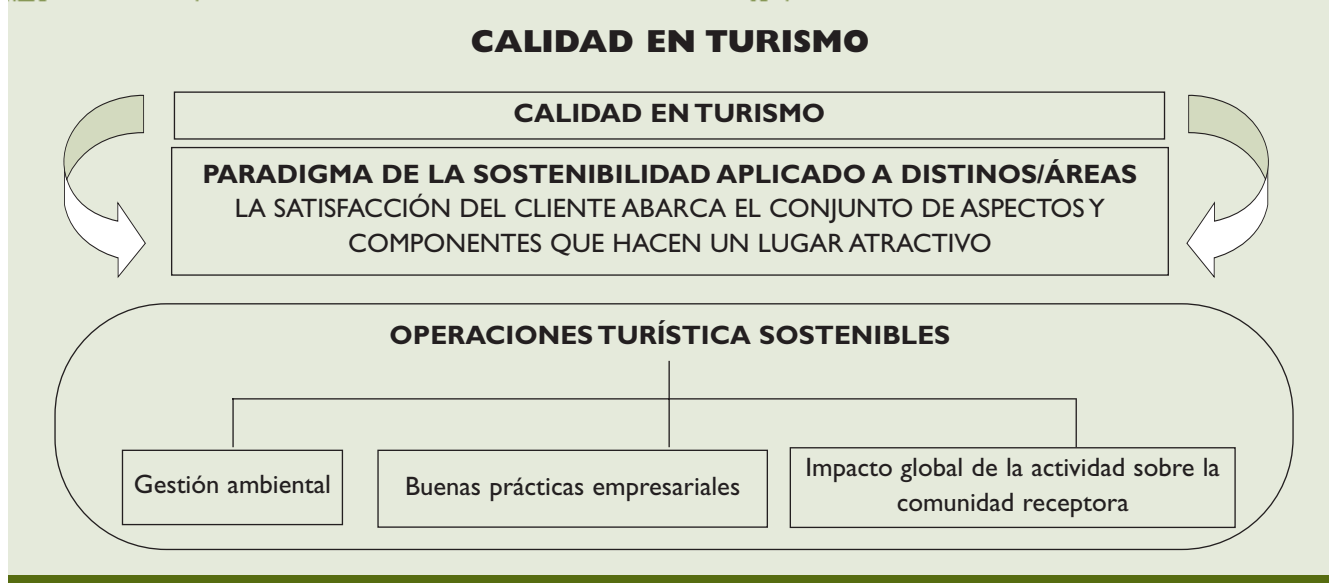 CALIDAD EN TURISMO
CALIDAD EN TURISMO
PARADIGMA DE LA SOSTENIBILIDAD APLICADO A DISTINOS/ÁREAS
LA SATISFACCIÓN DEL CLIENTE ABARCA EL CONJUNTO DE ASPECTOS Y
COMPONENTES QUE HACEN UN LUGAR ATRACTIVO
OPERACIONES TURÍSTICA SOSTENIBLES
Gestión ambiental
Buenas prácticas empresariales
Impacto global de la actividad sobre la
comunidad receptora